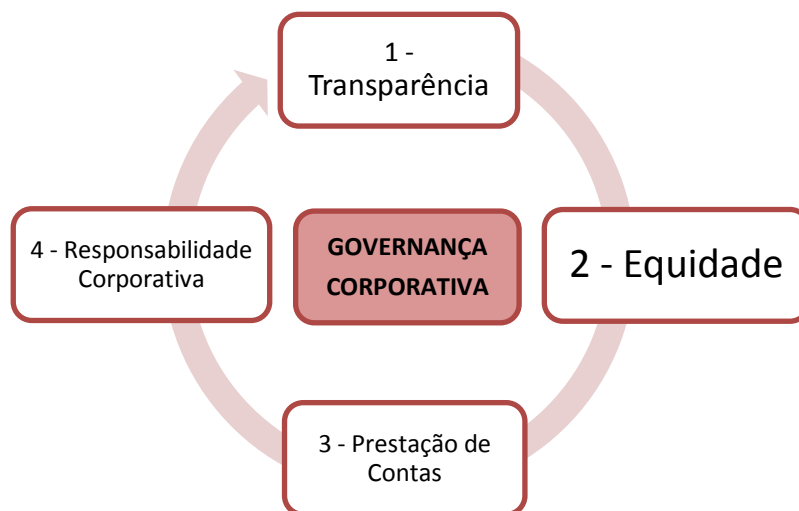 1 -
Transparência
2 - Equidade
3 - Prestação de
Contas
4 - Responsabilidade
Corporativa
GOVERNANÇA
CORPORATIVA